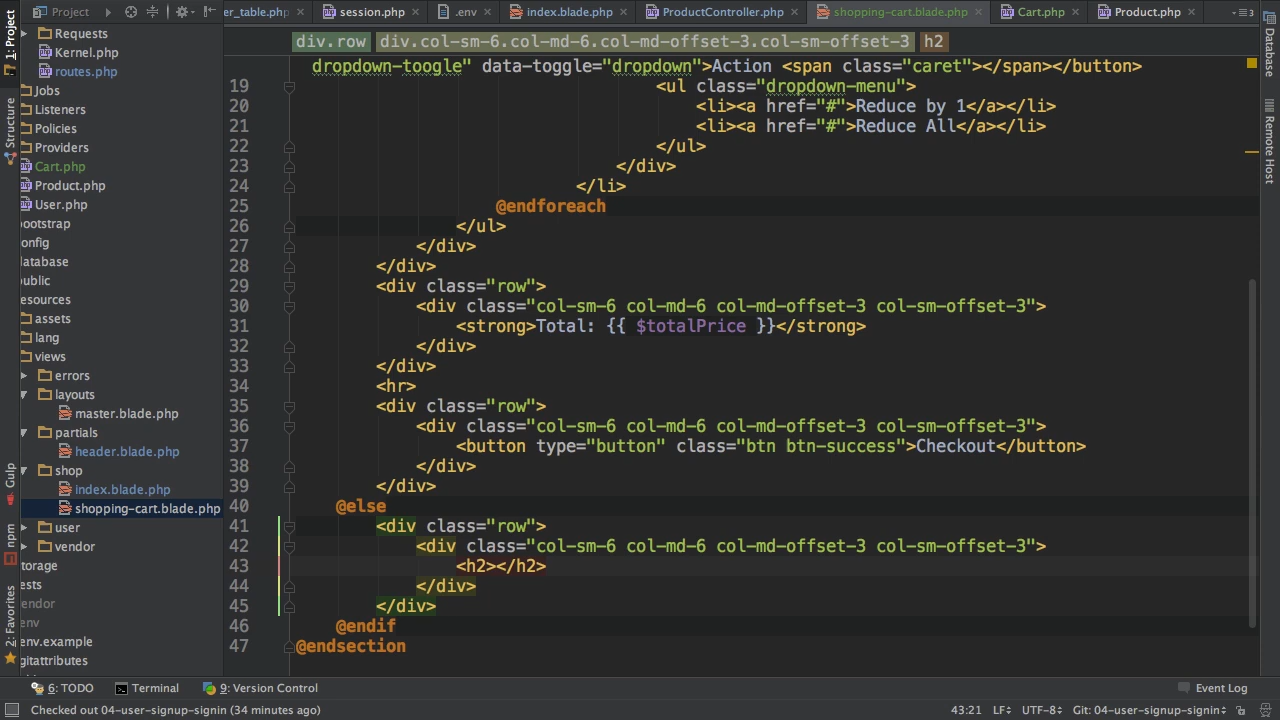 Project
er_table.php
session.php
.env
index.blade.php
ProductController.php
shopping-cart.blade.php
Cart.php
Product.php
3
1: Project
Structure
Gulp
npm
2: Favorites
Requests
Kernel.php
routes.php
Jobs
Listeners
Policies
Providers
Cart.php
Product.php
User.php
ootstrap
onfig
atabase
ublic
esources
assets
lang
views
errors
layouts
master.blade.php
partials
header.blade.php
shop
index.blade.php
shopping-cart.blade.php
user
vendor
torage
ests
endor
env
env.example
gitattributes
div.row div.col-sm-6.col-md-6.col-md-offset-3.col-sm-offset-3 h2
dropdown-toogle" data-toggle="dropdown">Action <span class="caret"></span></button>
19 <ul class="dropdown-menu">
20 <li><a href="#">Reduce by 1</a></li>
21 <li><a href="#">Reduce All</a></li>
22 </ul>
23 </div>
24 </li>
25 @endforeach
26 </ul>
27 </div>
28 </div>
29 <div class="row">
30 <div class="col-sm-6 col-md-6 col-md-offset-3 col-sm-offset-3">
31 <strong>Total: {{ $totalPrice }}</strong>
32 </div>
33 </div>
34 <hr>
35 <div class="row">
36 <div class="col-sm-6 col-md-6 col-md-offset-3 col-sm-offset-3">
37 <button type="button" class="btn btn-success">Checkout</button>
38 </div>
39 </div>
40 @else
41 <div class="row">
42 <div class="col-sm-6 col-md-6 col-md-offset-3 col-sm-offset-3">
43 <h2></h2>
44 </div>
45 </div>
46 @endif
47 @endsection
Database
Remote Host
6: TODO
Terminal
9: Version Control
Event Log
Checked out 04-user-signup-signin (34 minutes ago)
43:21 LF UTF-8 Git: 04-user-signup-signin